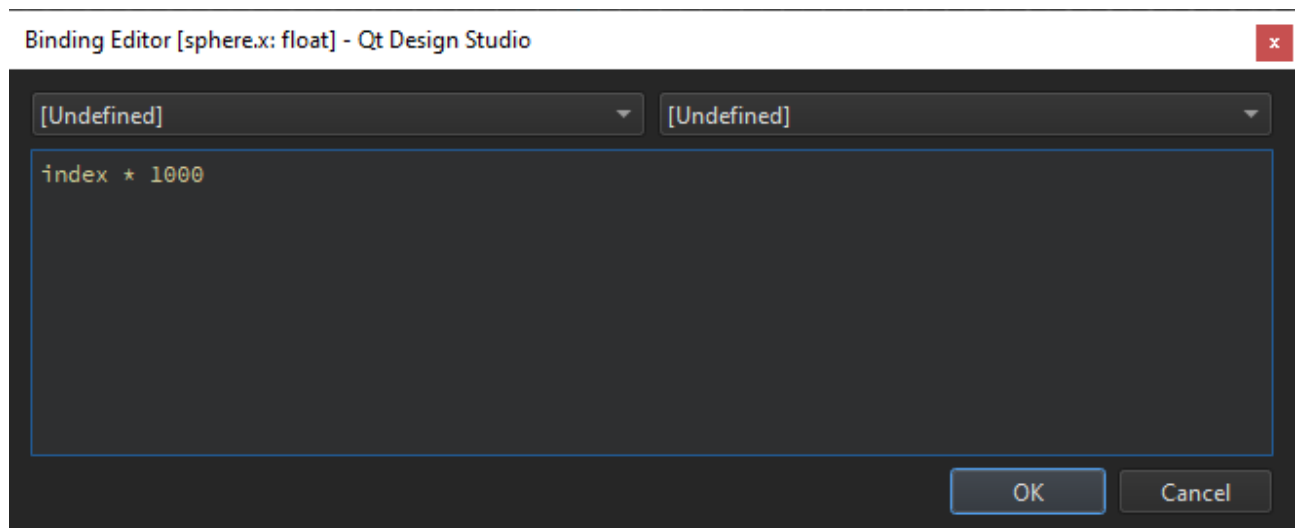 Binding Editor [sphere.x: float] - Qt Design Studio
x
[Undefined] [Undefined]
index * 1000
OK Cancel